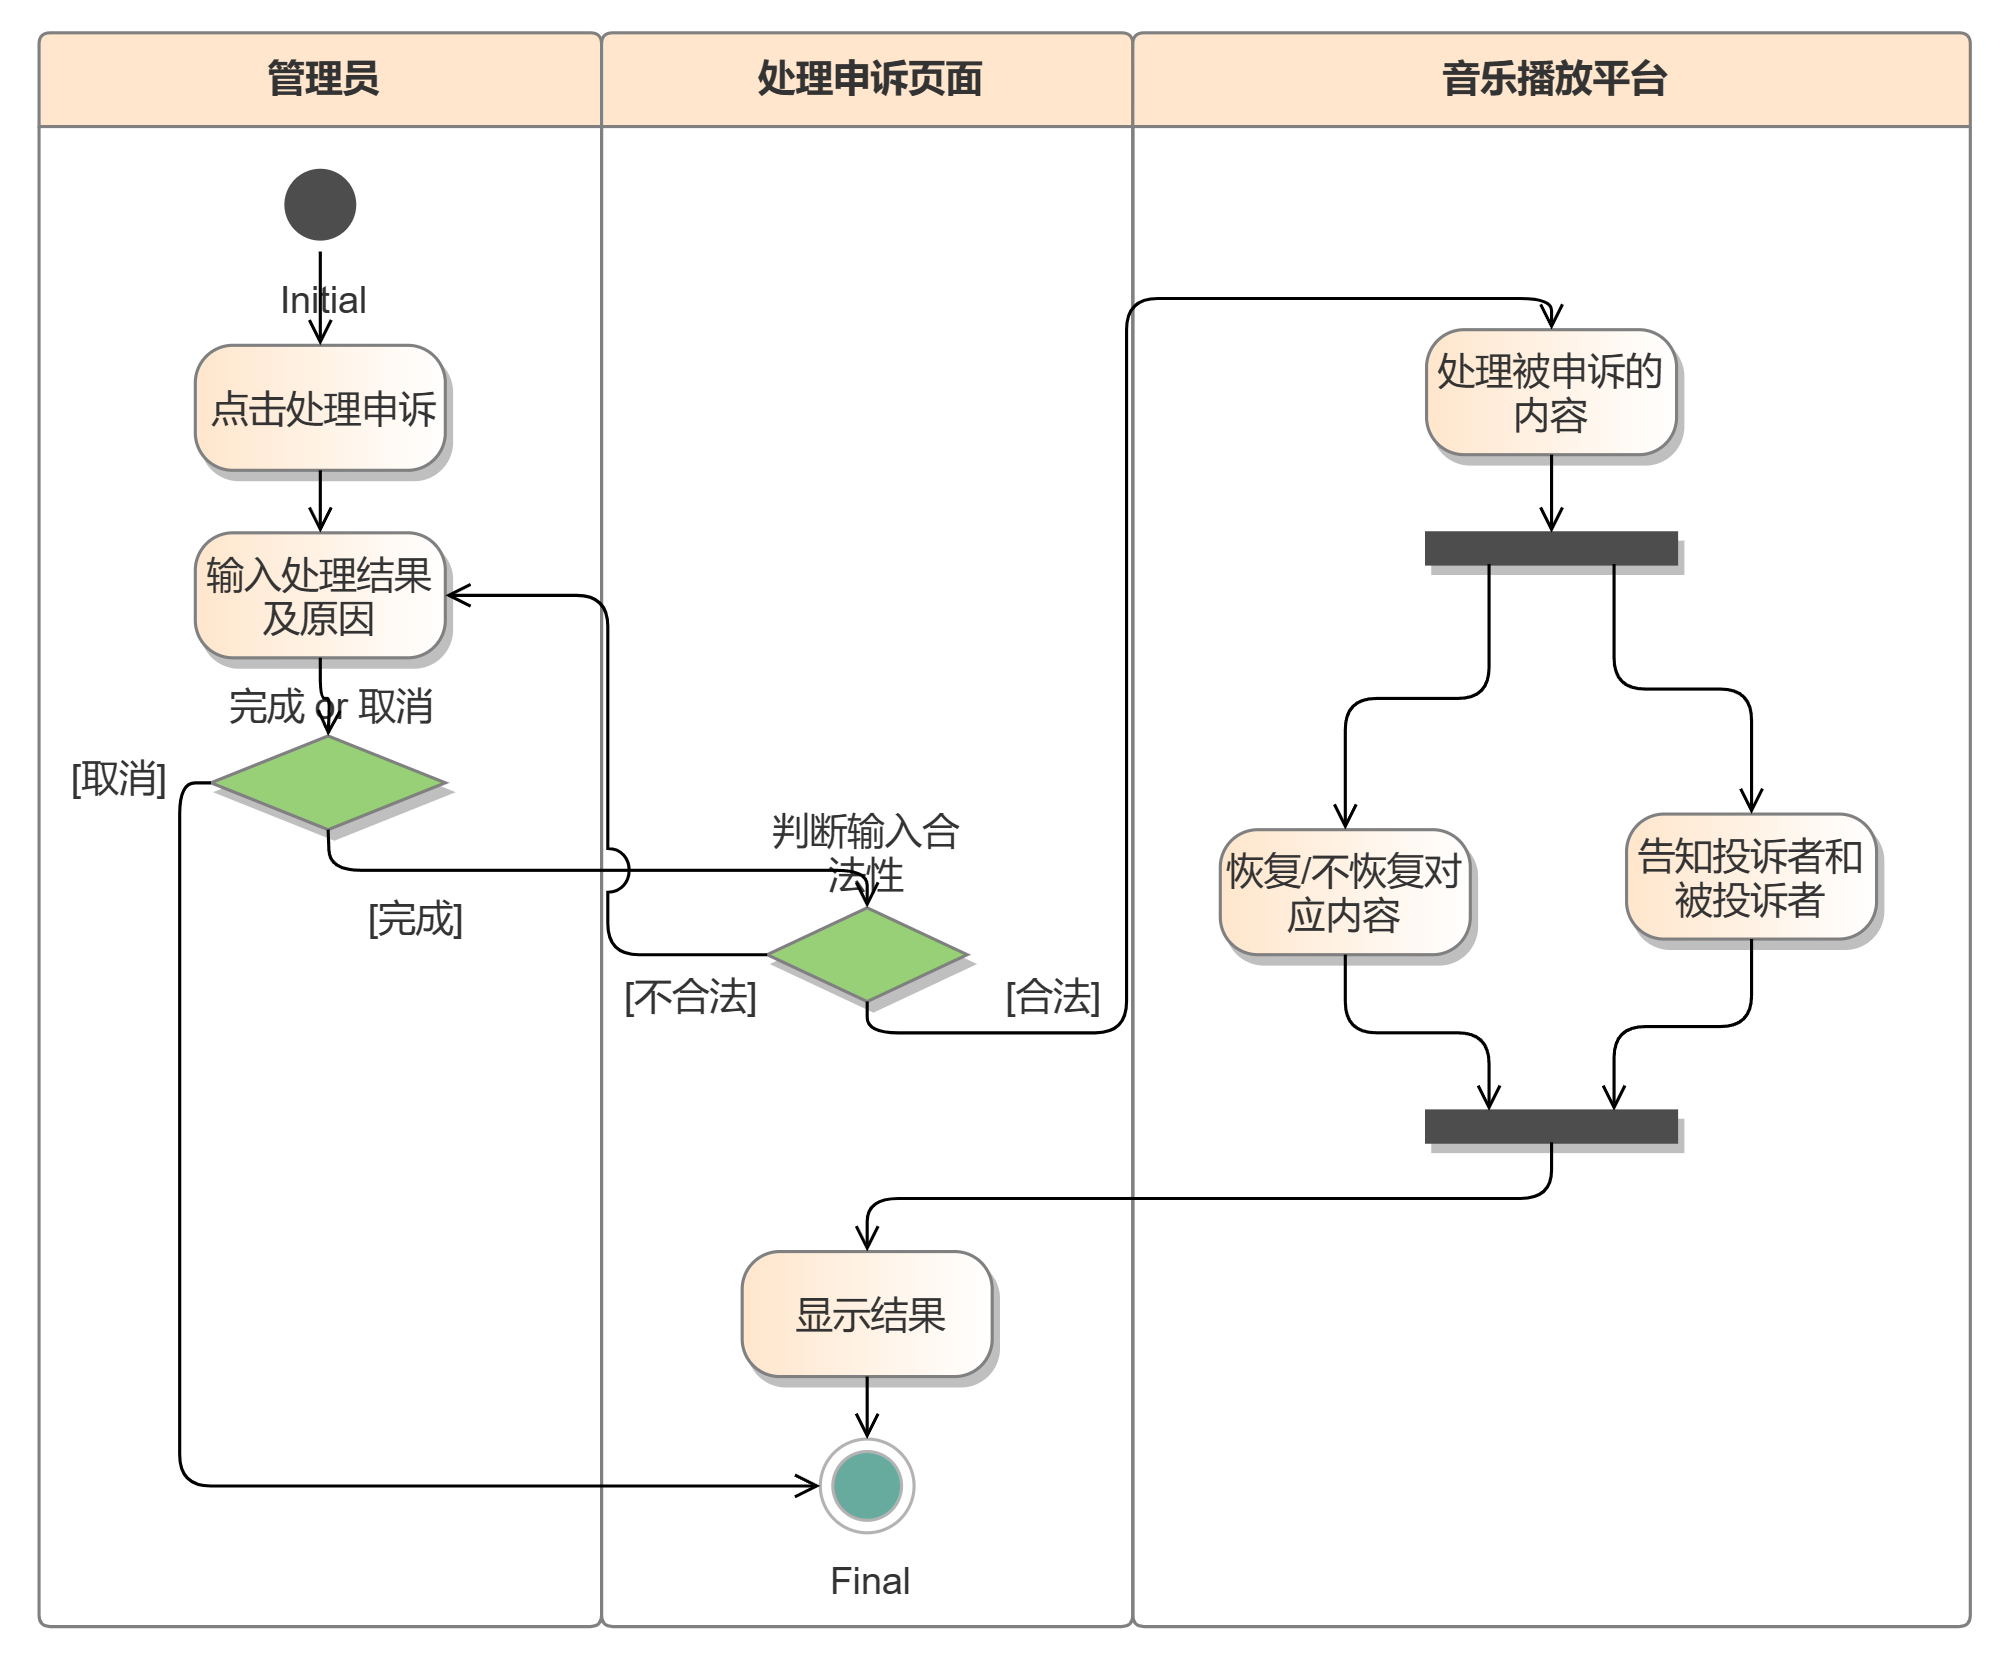 管理员
处理申诉页面
音乐播放平台
Initial
点击处理申诉
输入处理结果
及原因
完成 or 取消
[取消]
[完成]
判断输入合
法性
[不合法]
[合法]
处理被申诉的
内容
恢复/不恢复对
应内容
告知投诉者和
被投诉者
显示结果
Final